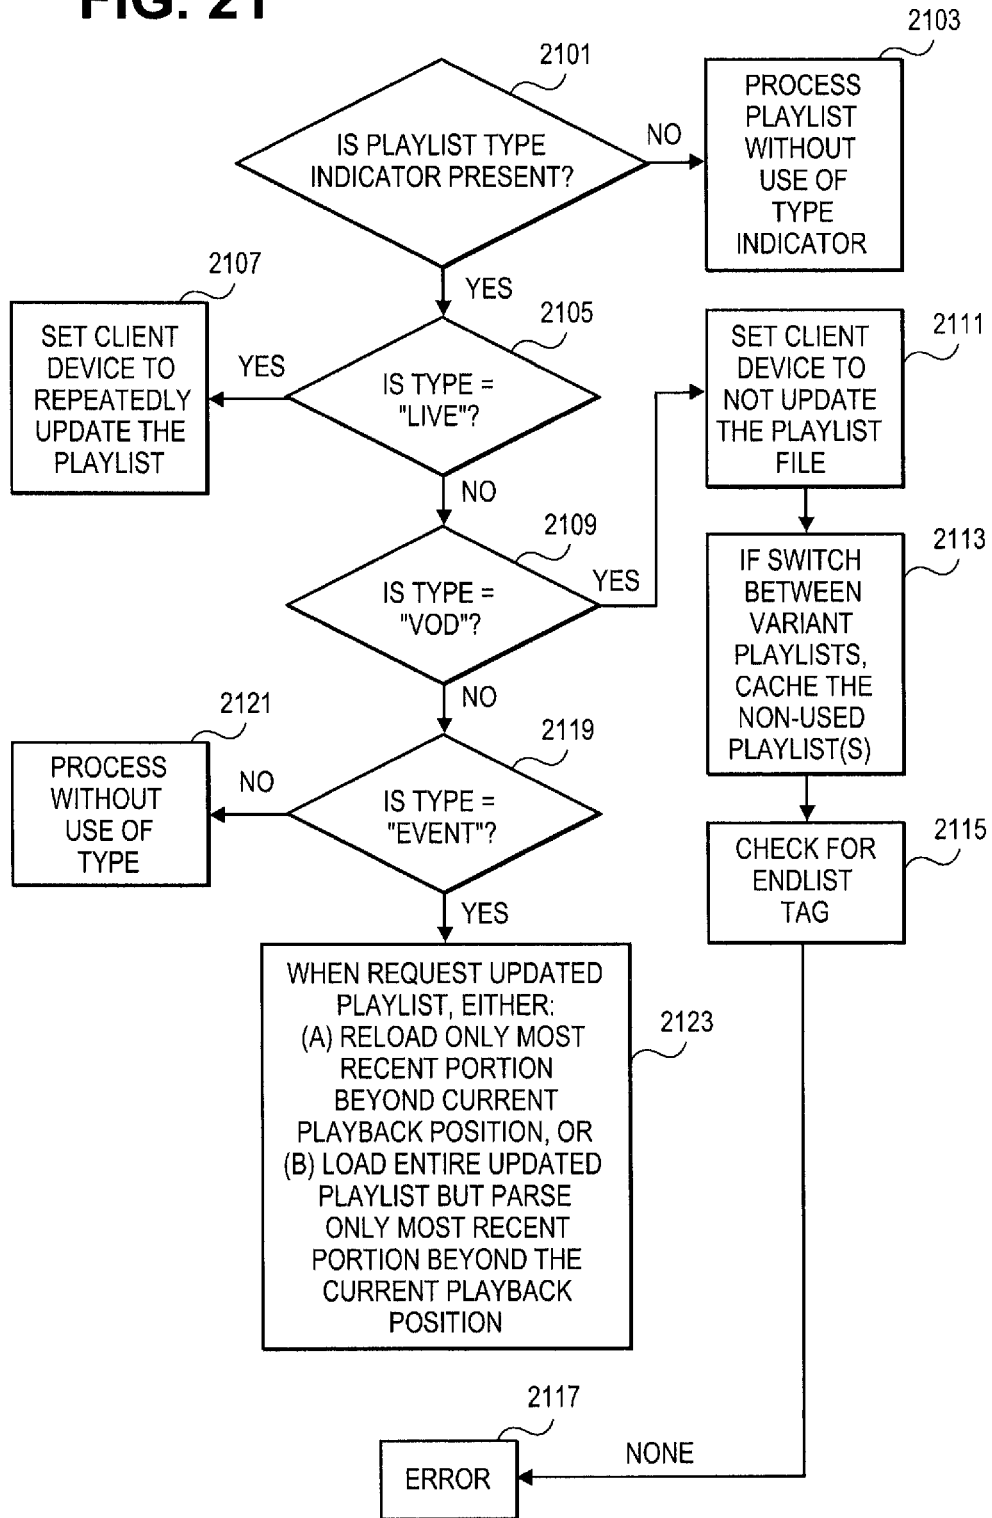 FIG. 21
2101
IS PLAYLIST TYPE
INDICATOR PRESENT?
NO
2103
PROCESS
PLAYLIST
WITHOUT
USE OF
TYPE
INDICATOR
YES
2105
IS TYPE =
"LIVE"?
YES
2107
SET CLIENT
DEVICE TO
REPEATEDLY
UPDATE THE
PLAYLIST
NO
2109
IS TYPE =
"VOD"?
YES
2111
SET CLIENT
DEVICE TO
NOT UPDATE
THE PLAYLIST
FILE
2113
IF SWITCH
BETWEEN
VARIANT
PLAYLISTS,
CACHE THE
NON-USED
PLAYLIST(S)
2115
CHECK FOR
ENDLIST
TAG
NO
2119
IS TYPE =
"EVENT"?
NO
2121
PROCESS
WITHOUT
USE OF
TYPE
YES
2123
WHEN REQUEST UPDATED
PLAYLIST, EITHER:
(A) RELOAD ONLY MOST
RECENT PORTION
BEYOND CURRENT
PLAYBACK POSITION, OR
(B) LOAD ENTIRE UPDATED
PLAYLIST BUT PARSE
ONLY MOST RECENT
PORTION BEYOND THE
CURRENT PLAYBACK
POSITION
NONE
2117
ERROR